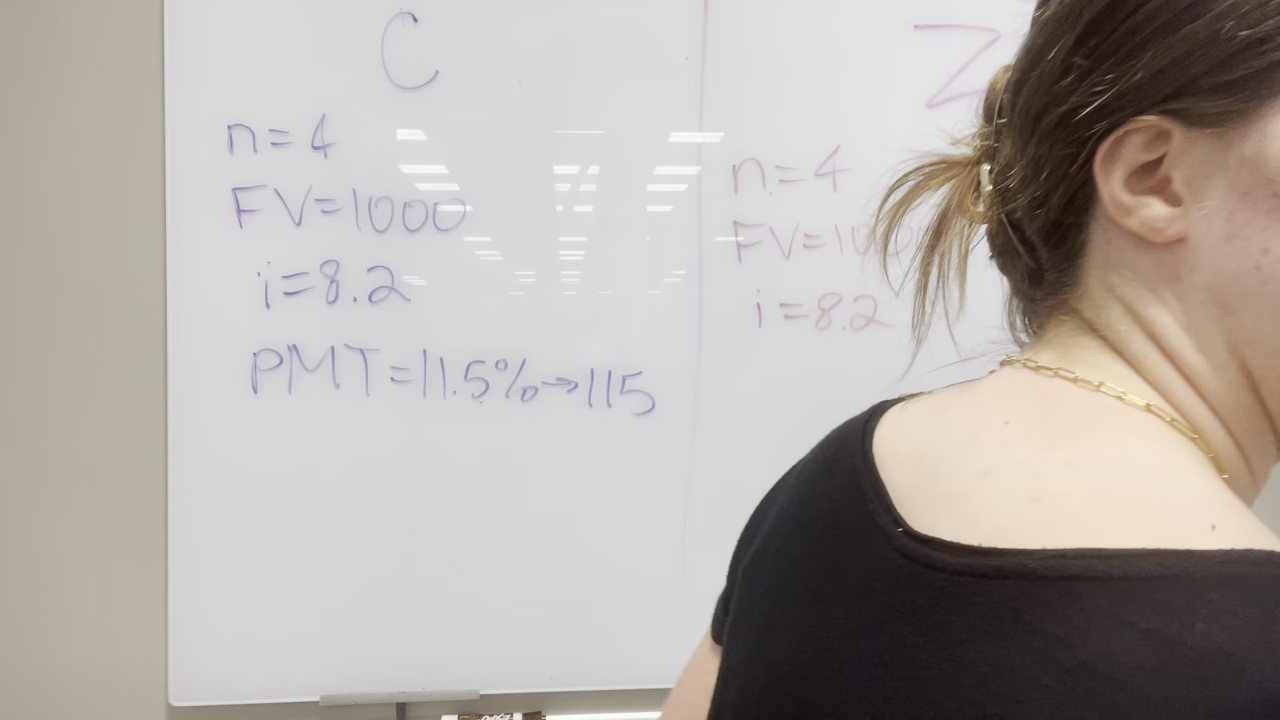 C
n=4
FV=1000
i=8.2
PMT=11.5%→115
Z
n=4
i=8.2